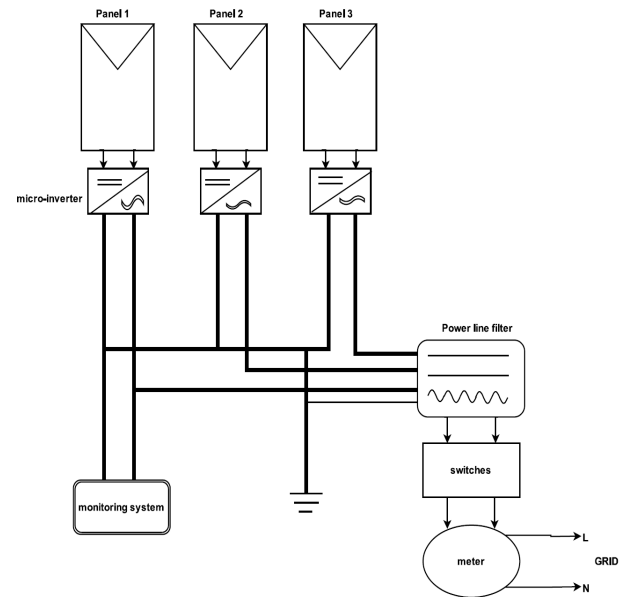 Panel 1
Panel 2
Panel 3
micro-inverter
Power line filter
switches
monitoring system
meter
L
GRID
N